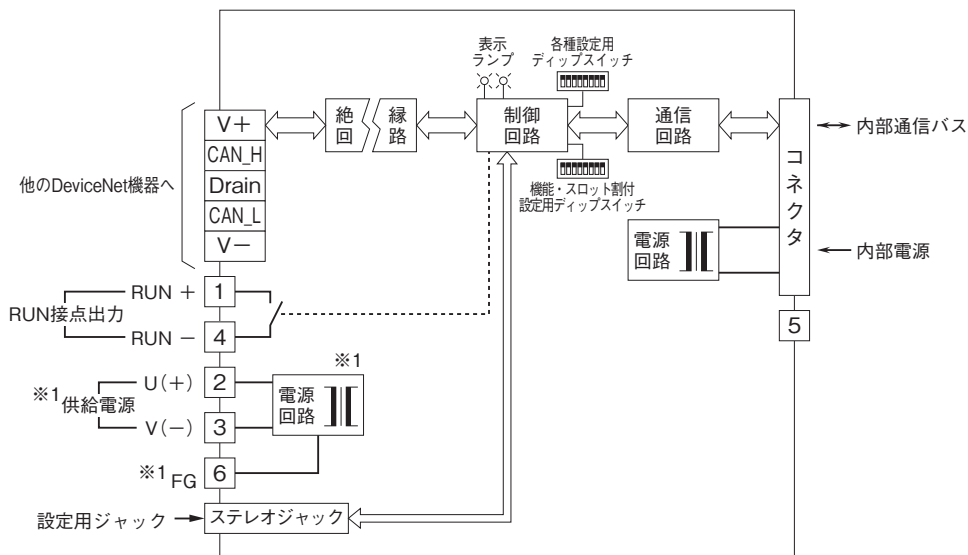 表示
ランプ
各種設定用
ディップスイッチ
V+
CAN_H
Drain
CAN_L
V−
他のDeviceNet機器へ
絶
回
縁
路
制御
回路
通信
回路
コネクタ
内部通信バス
機能・スロット割付
設定用ディップスイッチ
電源
回路
内部電源
5
RUN +
1
RUN接点出力
RUN −
4
※1
U(+)
2
※1供給電源
電源
回路
V(−)
3
※1 FG
6
設定用ジャック
ステレオジャック